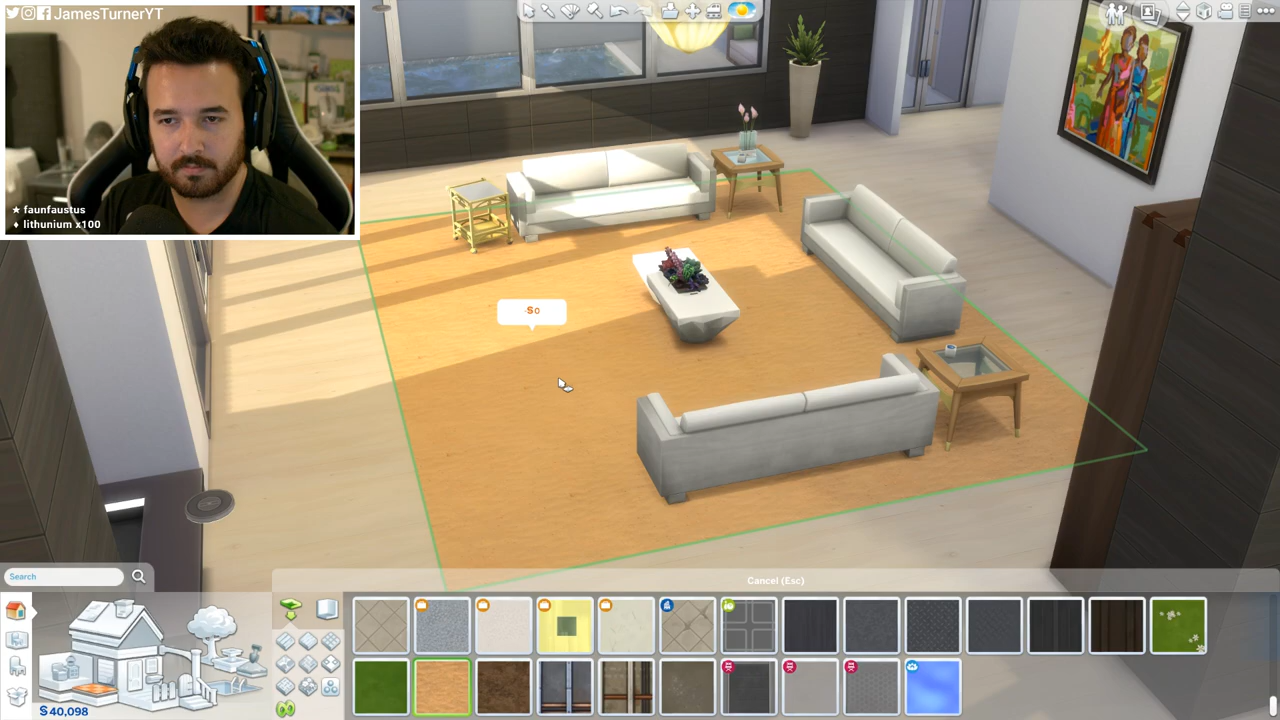 JamesTurnerYT
faunfaustus
lithunium x100
-§0
Search
Cancel (Esc)
§40,098